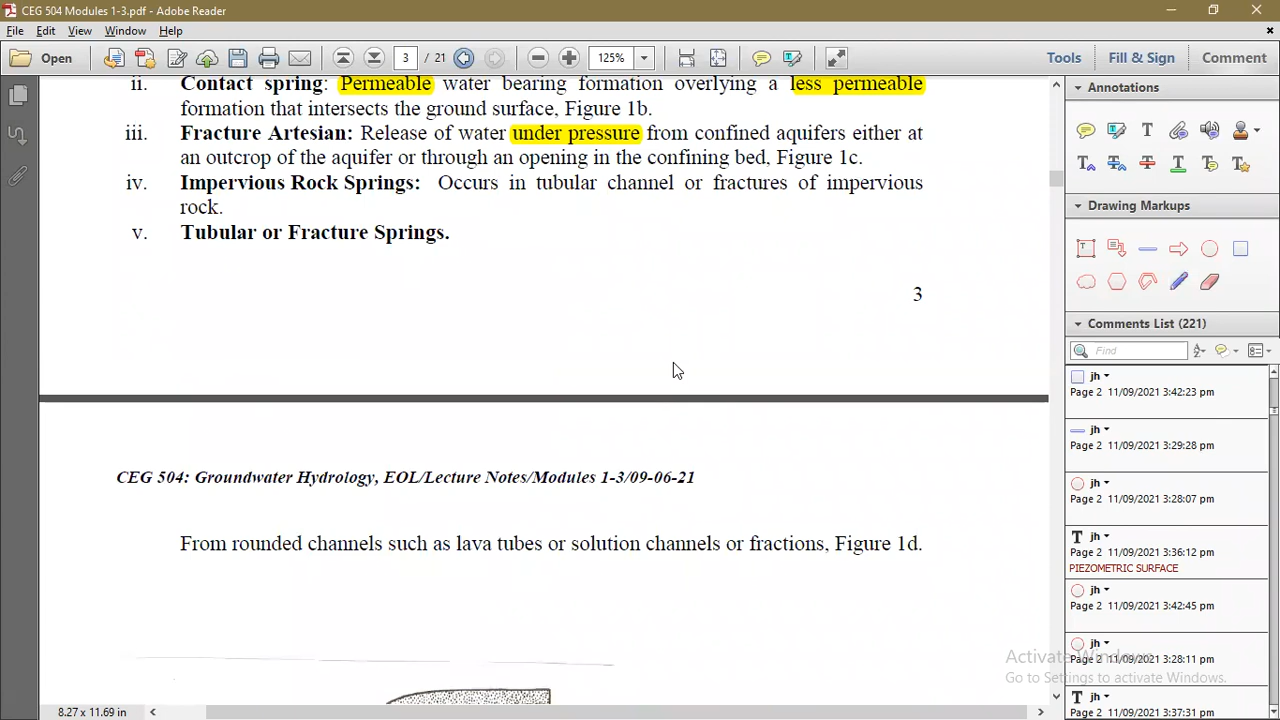 CEG 504 Modules 1-3.pdf - Adobe Reader
File Edit View Window Help
Open 3 / 21 125% Tools Fill & Sign Comment
ii. Contact spring: Permeable water bearing formation overlying a less permeable
formation that intersects the ground surface, Figure 1b.
iii. Fracture Artesian: Release of water under pressure from confined aquifers either at
an outcrop of the aquifer or through an opening in the confining bed, Figure 1c.
iv. Impervious Rock Springs: Occurs in tubular channel or fractures of impervious
rock.
v. Tubular or Fracture Springs.
3
CEG 504: Groundwater Hydrology, EOL/Lecture Notes/Modules 1-3/09-06-21
From rounded channels such as lava tubes or solution channels or fractions, Figure 1d.
8.27 x 11.69 in
Annotations
Drawing Markups
Comments List (221)
Find
jh
Page 2 11/09/2021 3:42:23 pm
jh
Page 2 11/09/2021 3:29:28 pm
jh
Page 2 11/09/2021 3:28:07 pm
jh
Page 2 11/09/2021 3:36:12 pm
PIEZOMETRIC SURFACE
jh
Page 2 11/09/2021 3:42:45 pm
jh
Page 2 11/09/2021 3:28:11 pm
jh
Page 2 11/09/2021 3:37:31 pm
Activate Windows
Go to Settings to activate Windows.